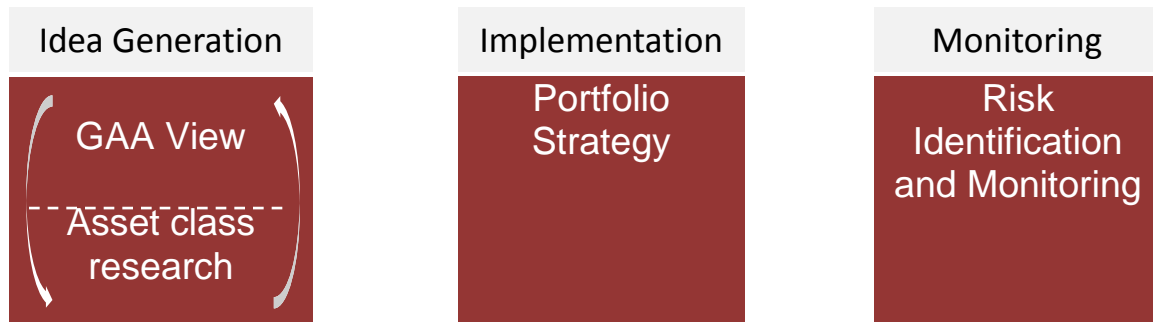 Idea Generation
GAA View
Asset class
research
Implementation
Portfolio
Strategy
Monitoring
Risk
Identification
and Monitoring